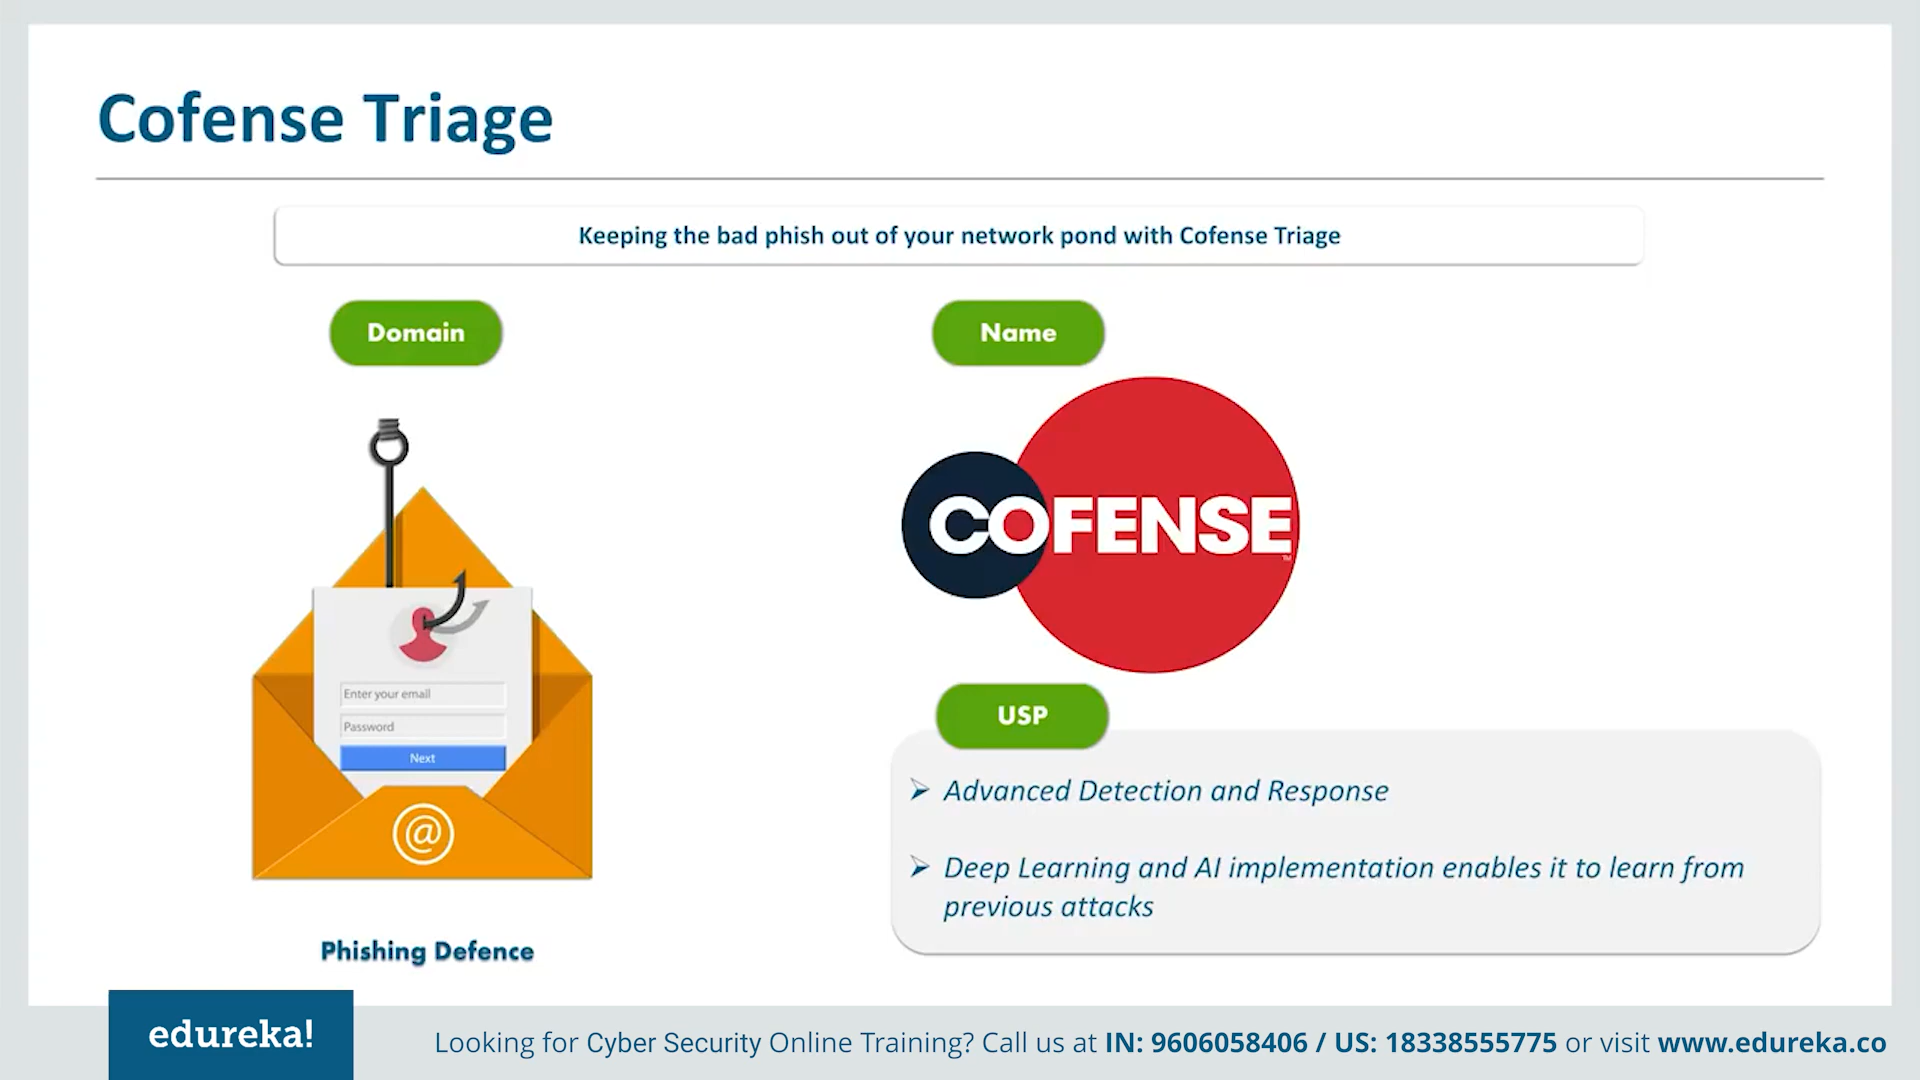 Cofense Triage
Keeping the bad phish out of your network pond with Cofense Triage
Domain
Name
COFENSE
TM
Enter your email
Password
Next
@
Phishing Defence
USP
➢ Advanced Detection and Response
➢ Deep Learning and AI implementation enables it to learn from
previous attacks
edureka!
Looking for Cyber Security Online Training? Call us at IN: 9606058406 / US: 18338555775 or visit www.edureka.co